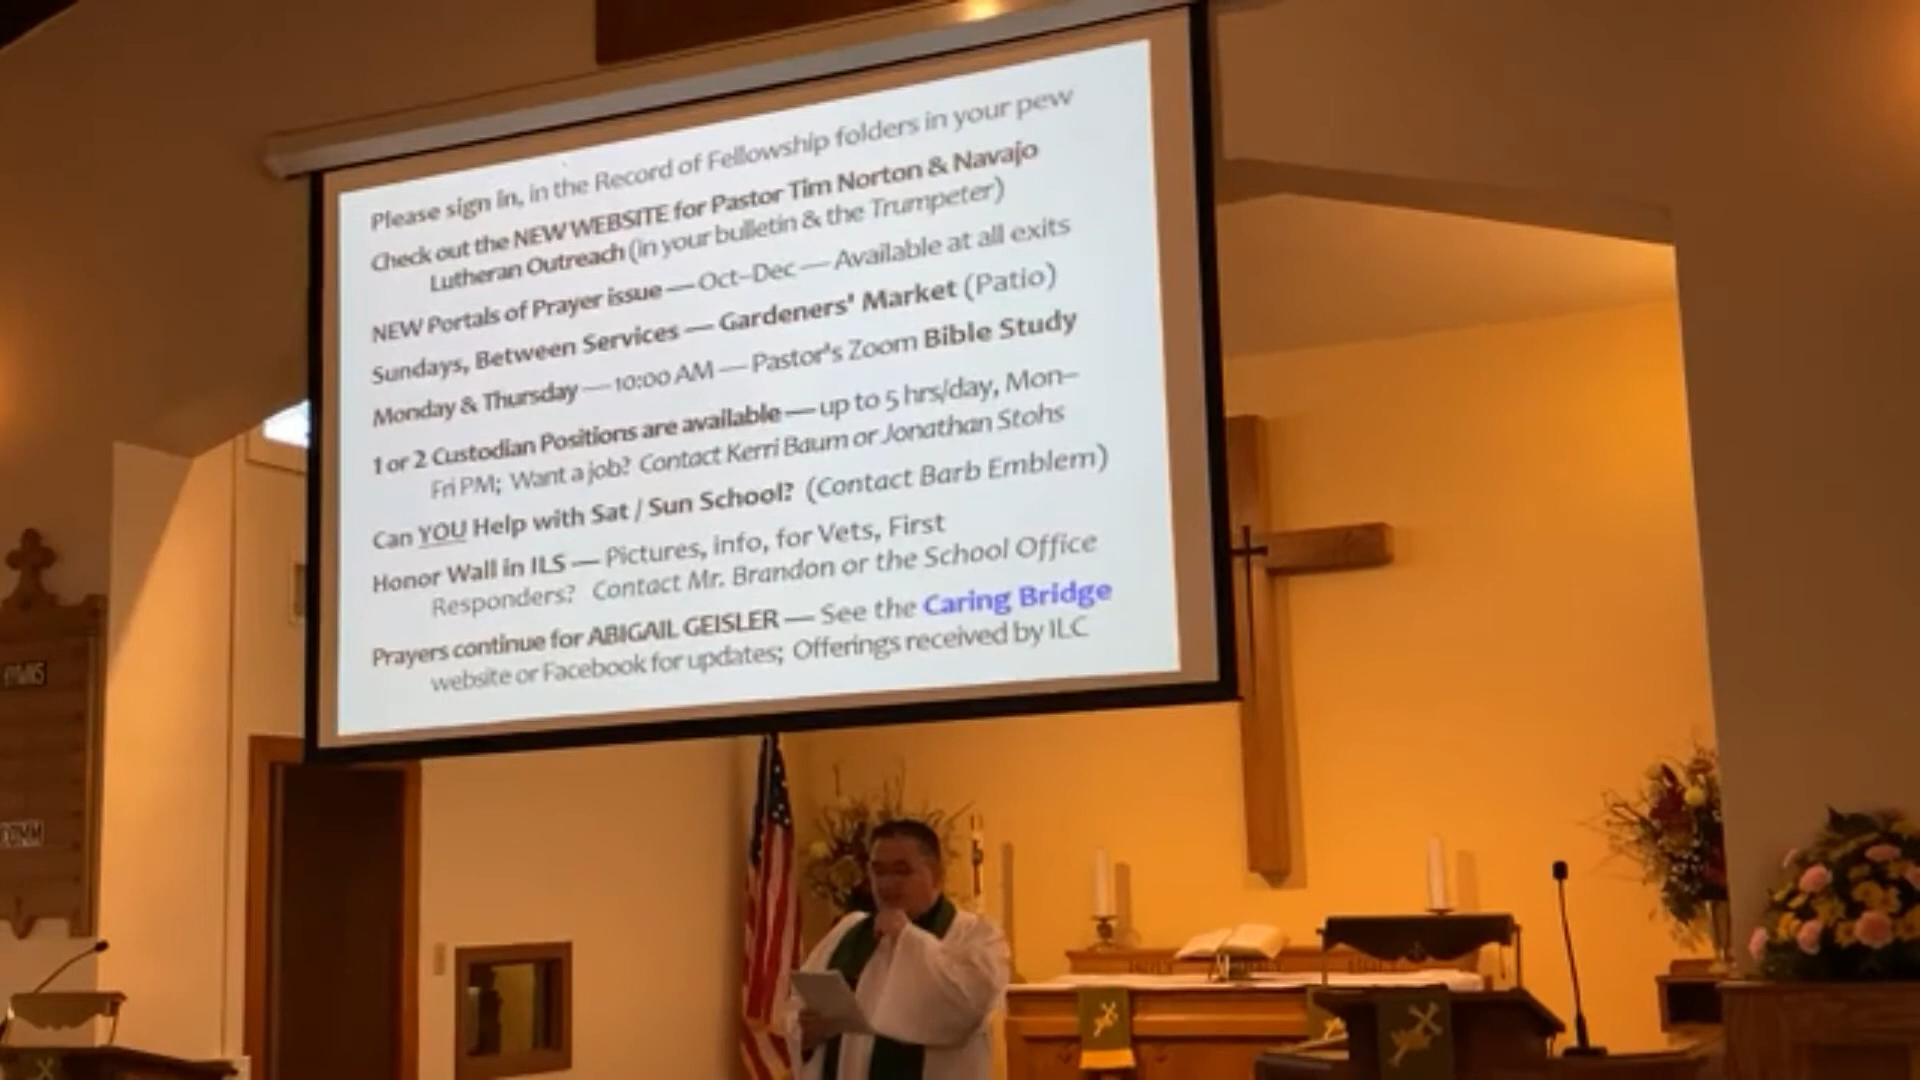 Please sign in, in the Record of Fellowship folders in your pew
Check out the NEW WEBSITE for Pastor Tim Norton & Navajo
Lutheran Outreach (in your bulletin & the Trumpeter)
NEW Portals of Prayer issue — Oct–Dec — Available at all exits
Sundays, Between Services — Gardeners' Market (Patio)
Monday & Thursday — 10:00 AM — Pastor's Zoom Bible Study
1 or 2 Custodian Positions are available — up to 5 hrs/day, Mon–
Fri PM; Want a job? Contact Kerri Baum or Jonathan Stohs
Can YOU Help with Sat / Sun School? (Contact Barb Emblem)
Honor Wall in ILS — Pictures, info, for Vets, First
Responders? Contact Mr. Brandon or the School Office
Prayers continue for ABIGAIL GEISLER — See the Caring Bridge
website or Facebook for updates; Offerings received by ILC
COMM